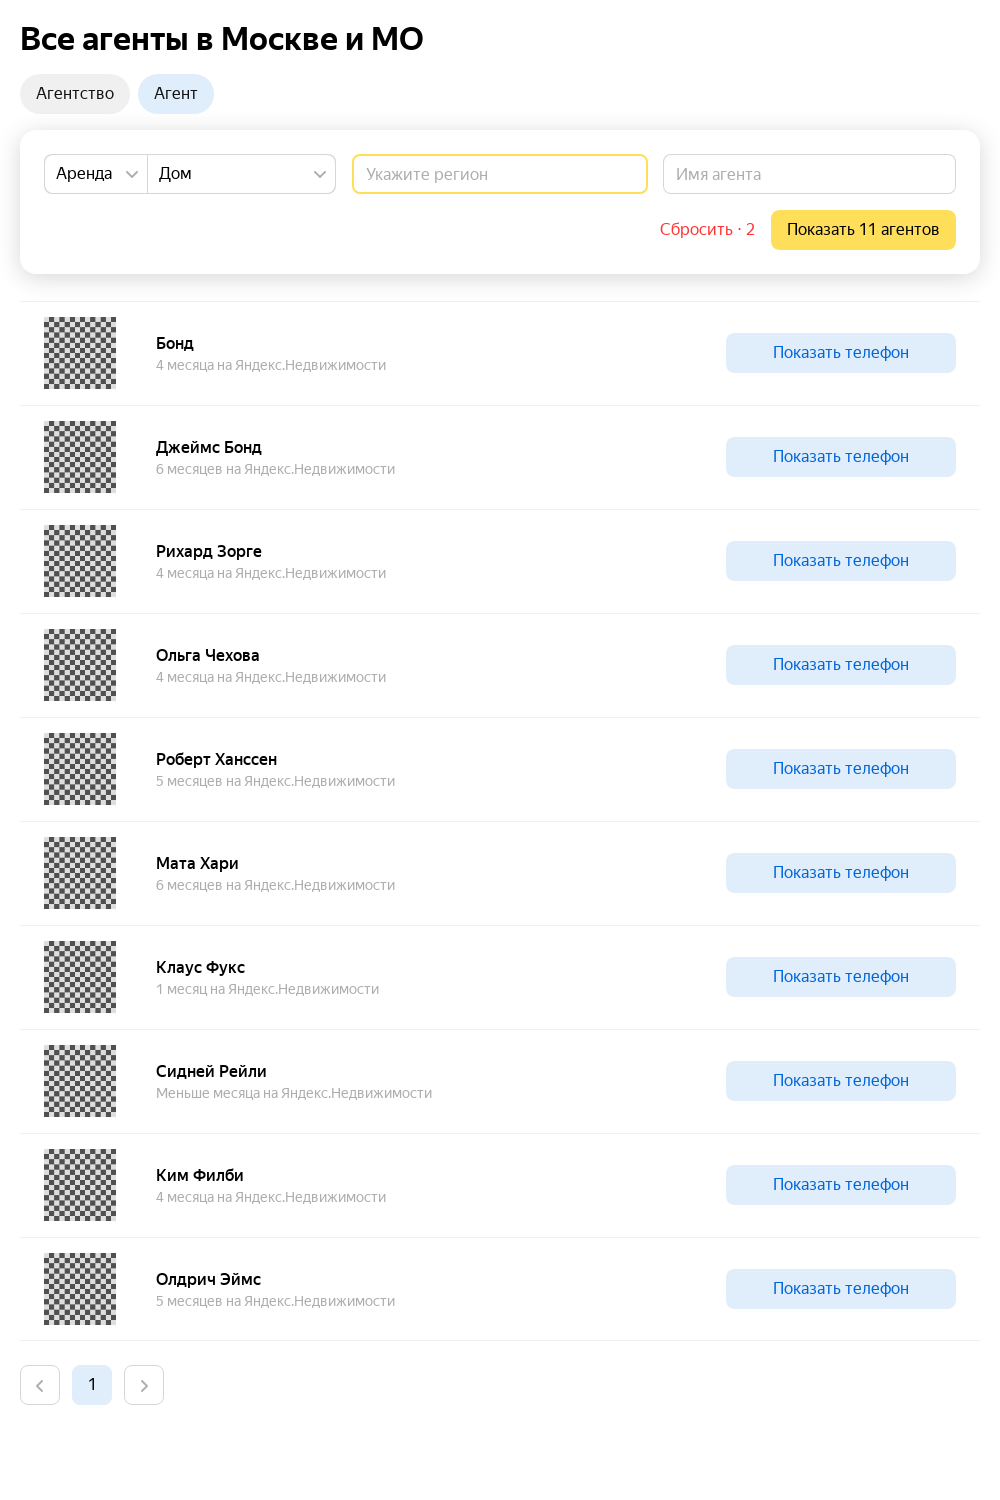 Все агенты в Москве и МО
Агентство Агент
Аренда Дом Укажите регион Имя агента
Сбросить · 2 Показать 11 агентов
Бонд
4 месяца на Яндекс.Недвижимости
Показать телефон
Джеймс Бонд
6 месяцев на Яндекс.Недвижимости
Показать телефон
Рихард Зорге
4 месяца на Яндекс.Недвижимости
Показать телефон
Ольга Чехова
4 месяца на Яндекс.Недвижимости
Показать телефон
Роберт Ханссен
5 месяцев на Яндекс.Недвижимости
Показать телефон
Мата Хари
6 месяцев на Яндекс.Недвижимости
Показать телефон
Клаус Фукс
1 месяц на Яндекс.Недвижимости
Показать телефон
Сидней Рейли
Меньше месяца на Яндекс.Недвижимости
Показать телефон
Ким Филби
4 месяца на Яндекс.Недвижимости
Показать телефон
Олдрич Эймс
5 месяцев на Яндекс.Недвижимости
Показать телефон
1